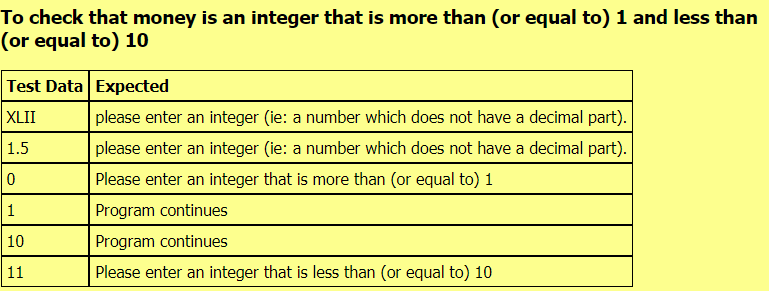 To check that money is an integer that is more than (or equal to) 1 and less than
(or equal to) 10
Test Data Expected
XLII please enter an integer (ie: a number which does not have a decimal part).
1.5 please enter an integer (ie: a number which does not have a decimal part).
0 Please enter an integer that is more than (or equal to) 1
1 Program continues
10 Program continues
11 Please enter an integer that is less than (or equal to) 10